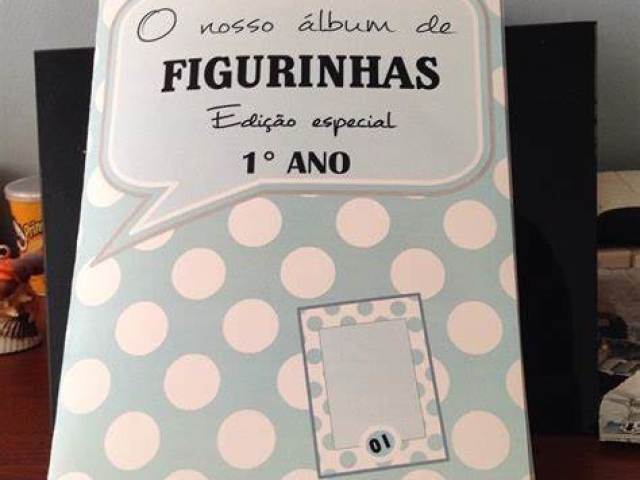 O nosso álbum de
FIGURINHAS
Edição especial
1° ANO
01